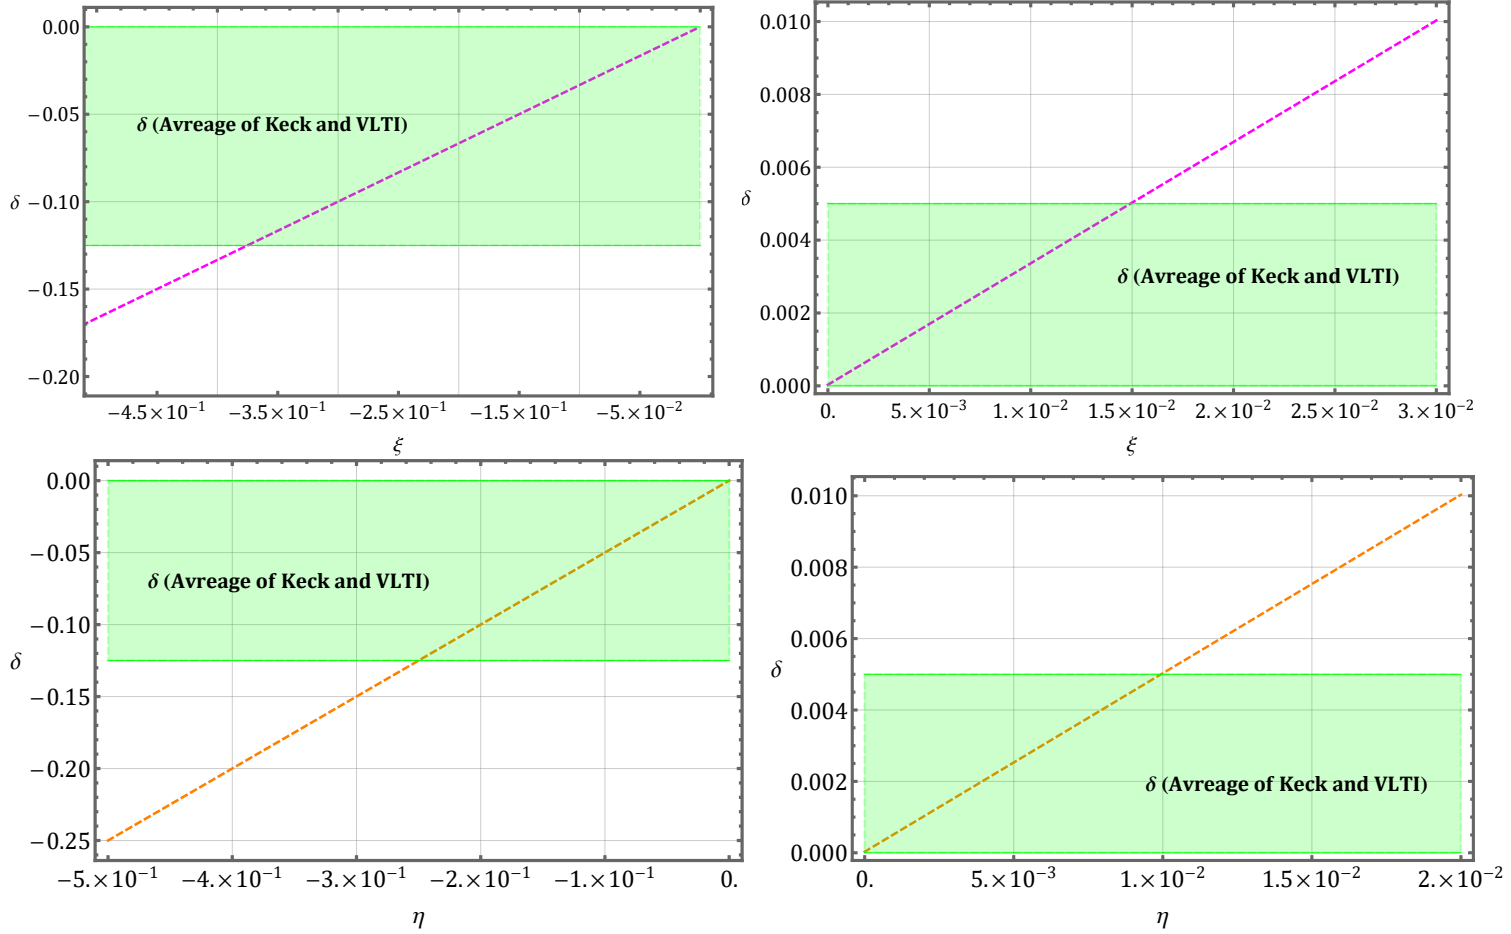 0.00
−0.05
δ (Avreage of Keck and VLTI)
δ −0.10
−0.15
−0.20
−4.5×10⁻¹ −3.5×10⁻¹ −2.5×10⁻¹ −1.5×10⁻¹ −5.×10⁻²
ξ
0.010
0.008
0.006
δ
0.004
δ (Avreage of Keck and VLTI)
0.002
0.000
0. 5.×10⁻³ 1.×10⁻² 1.5×10⁻² 2.×10⁻² 2.5×10⁻² 3.×10⁻²
ξ
0.00
−0.05
δ (Avreage of Keck and VLTI)
−0.10
δ
−0.15
−0.20
−0.25
−5.×10⁻¹ −4.×10⁻¹ −3.×10⁻¹ −2.×10⁻¹ −1.×10⁻¹ 0.
η
0.010
0.008
0.006
δ
0.004
0.002
δ (Avreage of Keck and VLTI)
0.000
0. 5.×10⁻³ 1.×10⁻² 1.5×10⁻² 2.×10⁻²
η